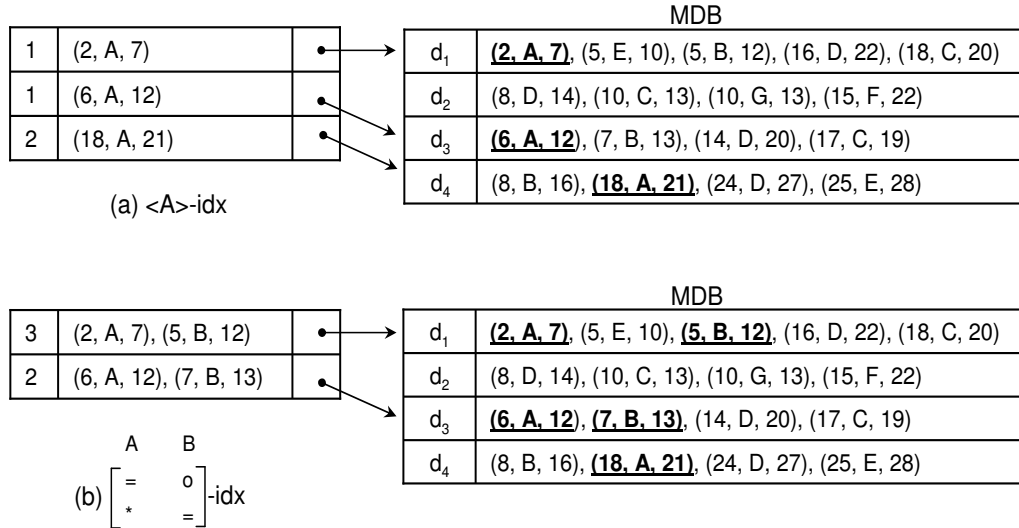 MDB
1 (2, A, 7)
1 (6, A, 12)
2 (18, A, 21)
(a) <A>-idx
d1 (2, A, 7), (5, E, 10), (5, B, 12), (16, D, 22), (18, C, 20)
d2 (8, D, 14), (10, C, 13), (10, G, 13), (15, F, 22)
d3 (6, A, 12), (7, B, 13), (14, D, 20), (17, C, 19)
d4 (8, B, 16), (18, A, 21), (24, D, 27), (25, E, 28)
MDB
3 (2, A, 7), (5, B, 12)
2 (6, A, 12), (7, B, 13)
d1 (2, A, 7), (5, E, 10), (5, B, 12), (16, D, 22), (18, C, 20)
d2 (8, D, 14), (10, C, 13), (10, G, 13), (15, F, 22)
d3 (6, A, 12), (7, B, 13), (14, D, 20), (17, C, 19)
d4 (8, B, 16), (18, A, 21), (24, D, 27), (25, E, 28)
A B
= o
(b) [ ]-idx
* =